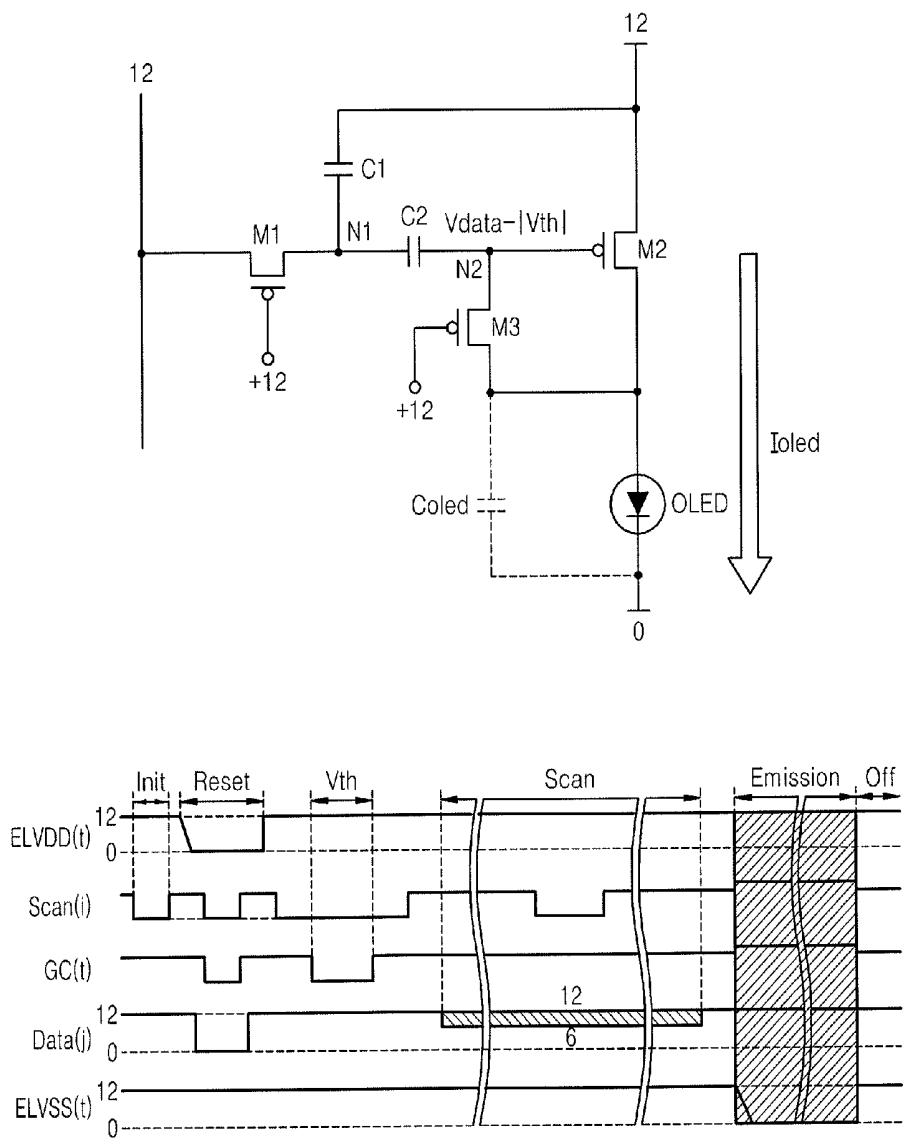 12
12
C1
M1
N1
C2
Vdata-|Vth|
N2
M2
M3
+12
+12
Ioled
Coled
OLED
0
Init
Reset
Vth
Scan
Emission
Off
ELVDD(t)
12
0
Scan(i)
GC(t)
Data(j)
12
0
12
6
ELVSS(t)
12
0